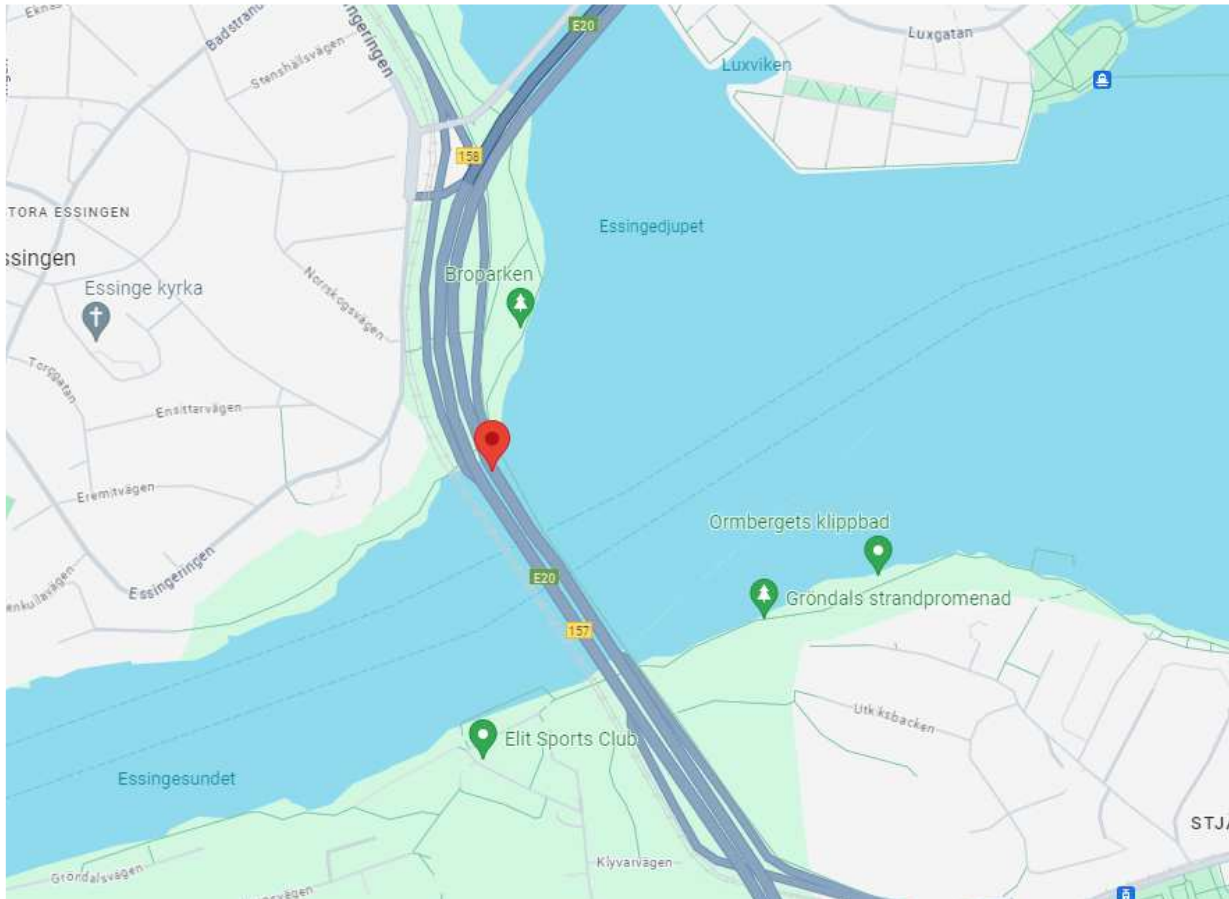 Badstrand
Essingeringen
E20
Luxgatan
Stenshällsvägen
Luxviken
158
TORA ESSINGEN
Essingedjupet
ssingen
Broparken
Essinge kyrka
Norrskogsvägen
Torggatan
Ensittarvägen
Eremitvägen
Ormbergets klippbad
Essingeringen
E20
Gröndals strandpromenad
157
Utkiksbacken
Elit Sports Club
Essingesundet
STJ
Klyvarvägen
Gröndalsvägen